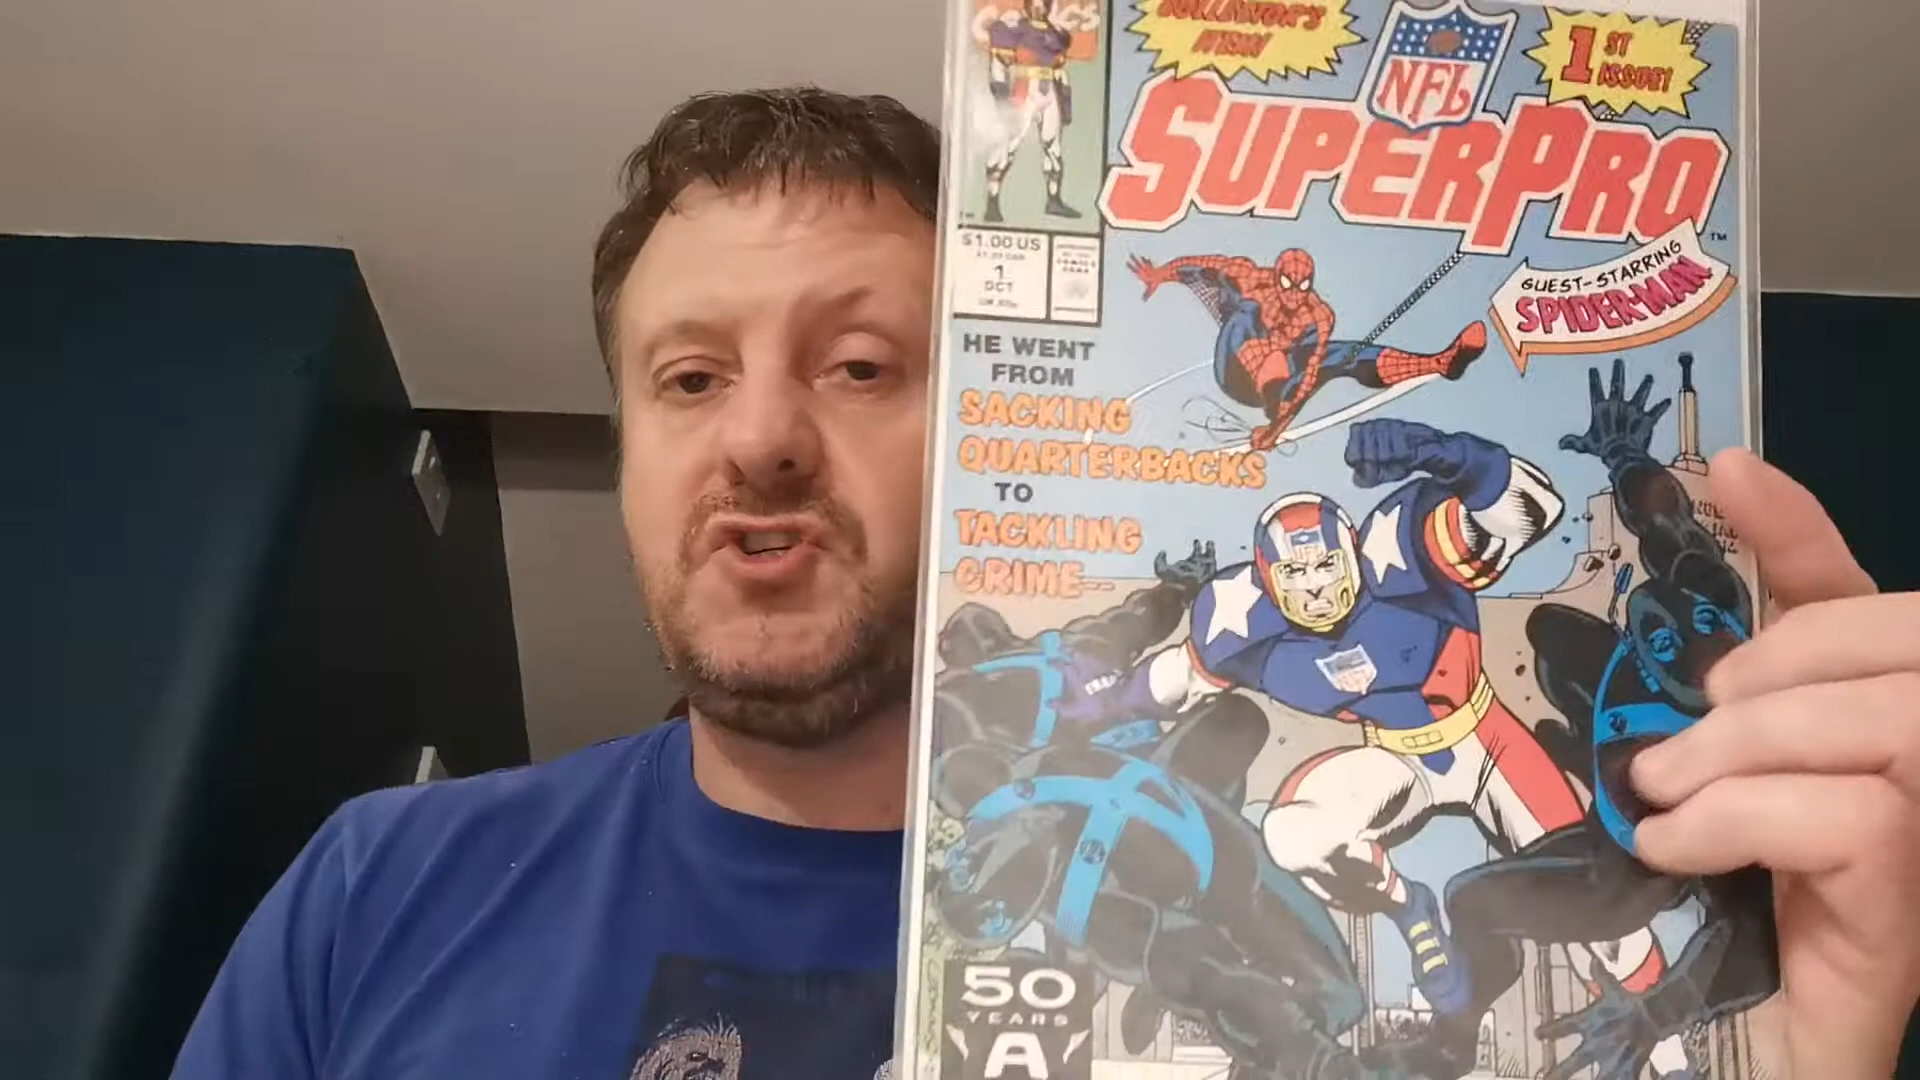 COLLECTOR'S
ITEM!
NFL
1ST
ISSUE!
SUPERPRO
TM
$1.00 US
1
OCT
GUEST-STARRING
SPIDER-MAN
HE WENT
FROM
SACKING
QUARTERBACKS
TO
TACKLING
CRIME--
50
YEARS